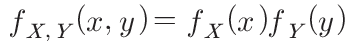 f_{X,Y}(x,y) = f_X(x)f_Y(y)